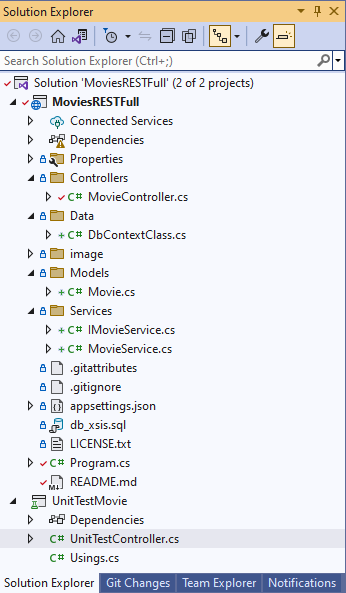 Solution Explorer
Search Solution Explorer (Ctrl+;)
Solution 'MoviesRESTFull' (2 of 2 projects)
MoviesRESTFull
Connected Services
Dependencies
Properties
Controllers
C# MovieController.cs
Data
C# DbContextClass.cs
image
Models
C# Movie.cs
Services
C# IMovieService.cs
C# MovieService.cs
.gitattributes
.gitignore
appsettings.json
db_xsis.sql
LICENSE.txt
C# Program.cs
M↓ README.md
UnitTestMovie
Dependencies
C# UnitTestController.cs
C# Usings.cs
Solution Explorer Git Changes Team Explorer Notifications